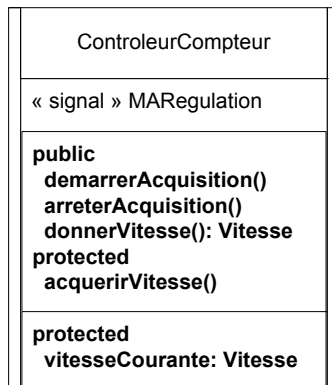 ControleurCompteur
« signal » MARegulation
public
demarrerAcquisition()
arreterAcquisition()
donnerVitesse(): Vitesse
protected
acquerirVitesse()
protected
vitesseCourante: Vitesse